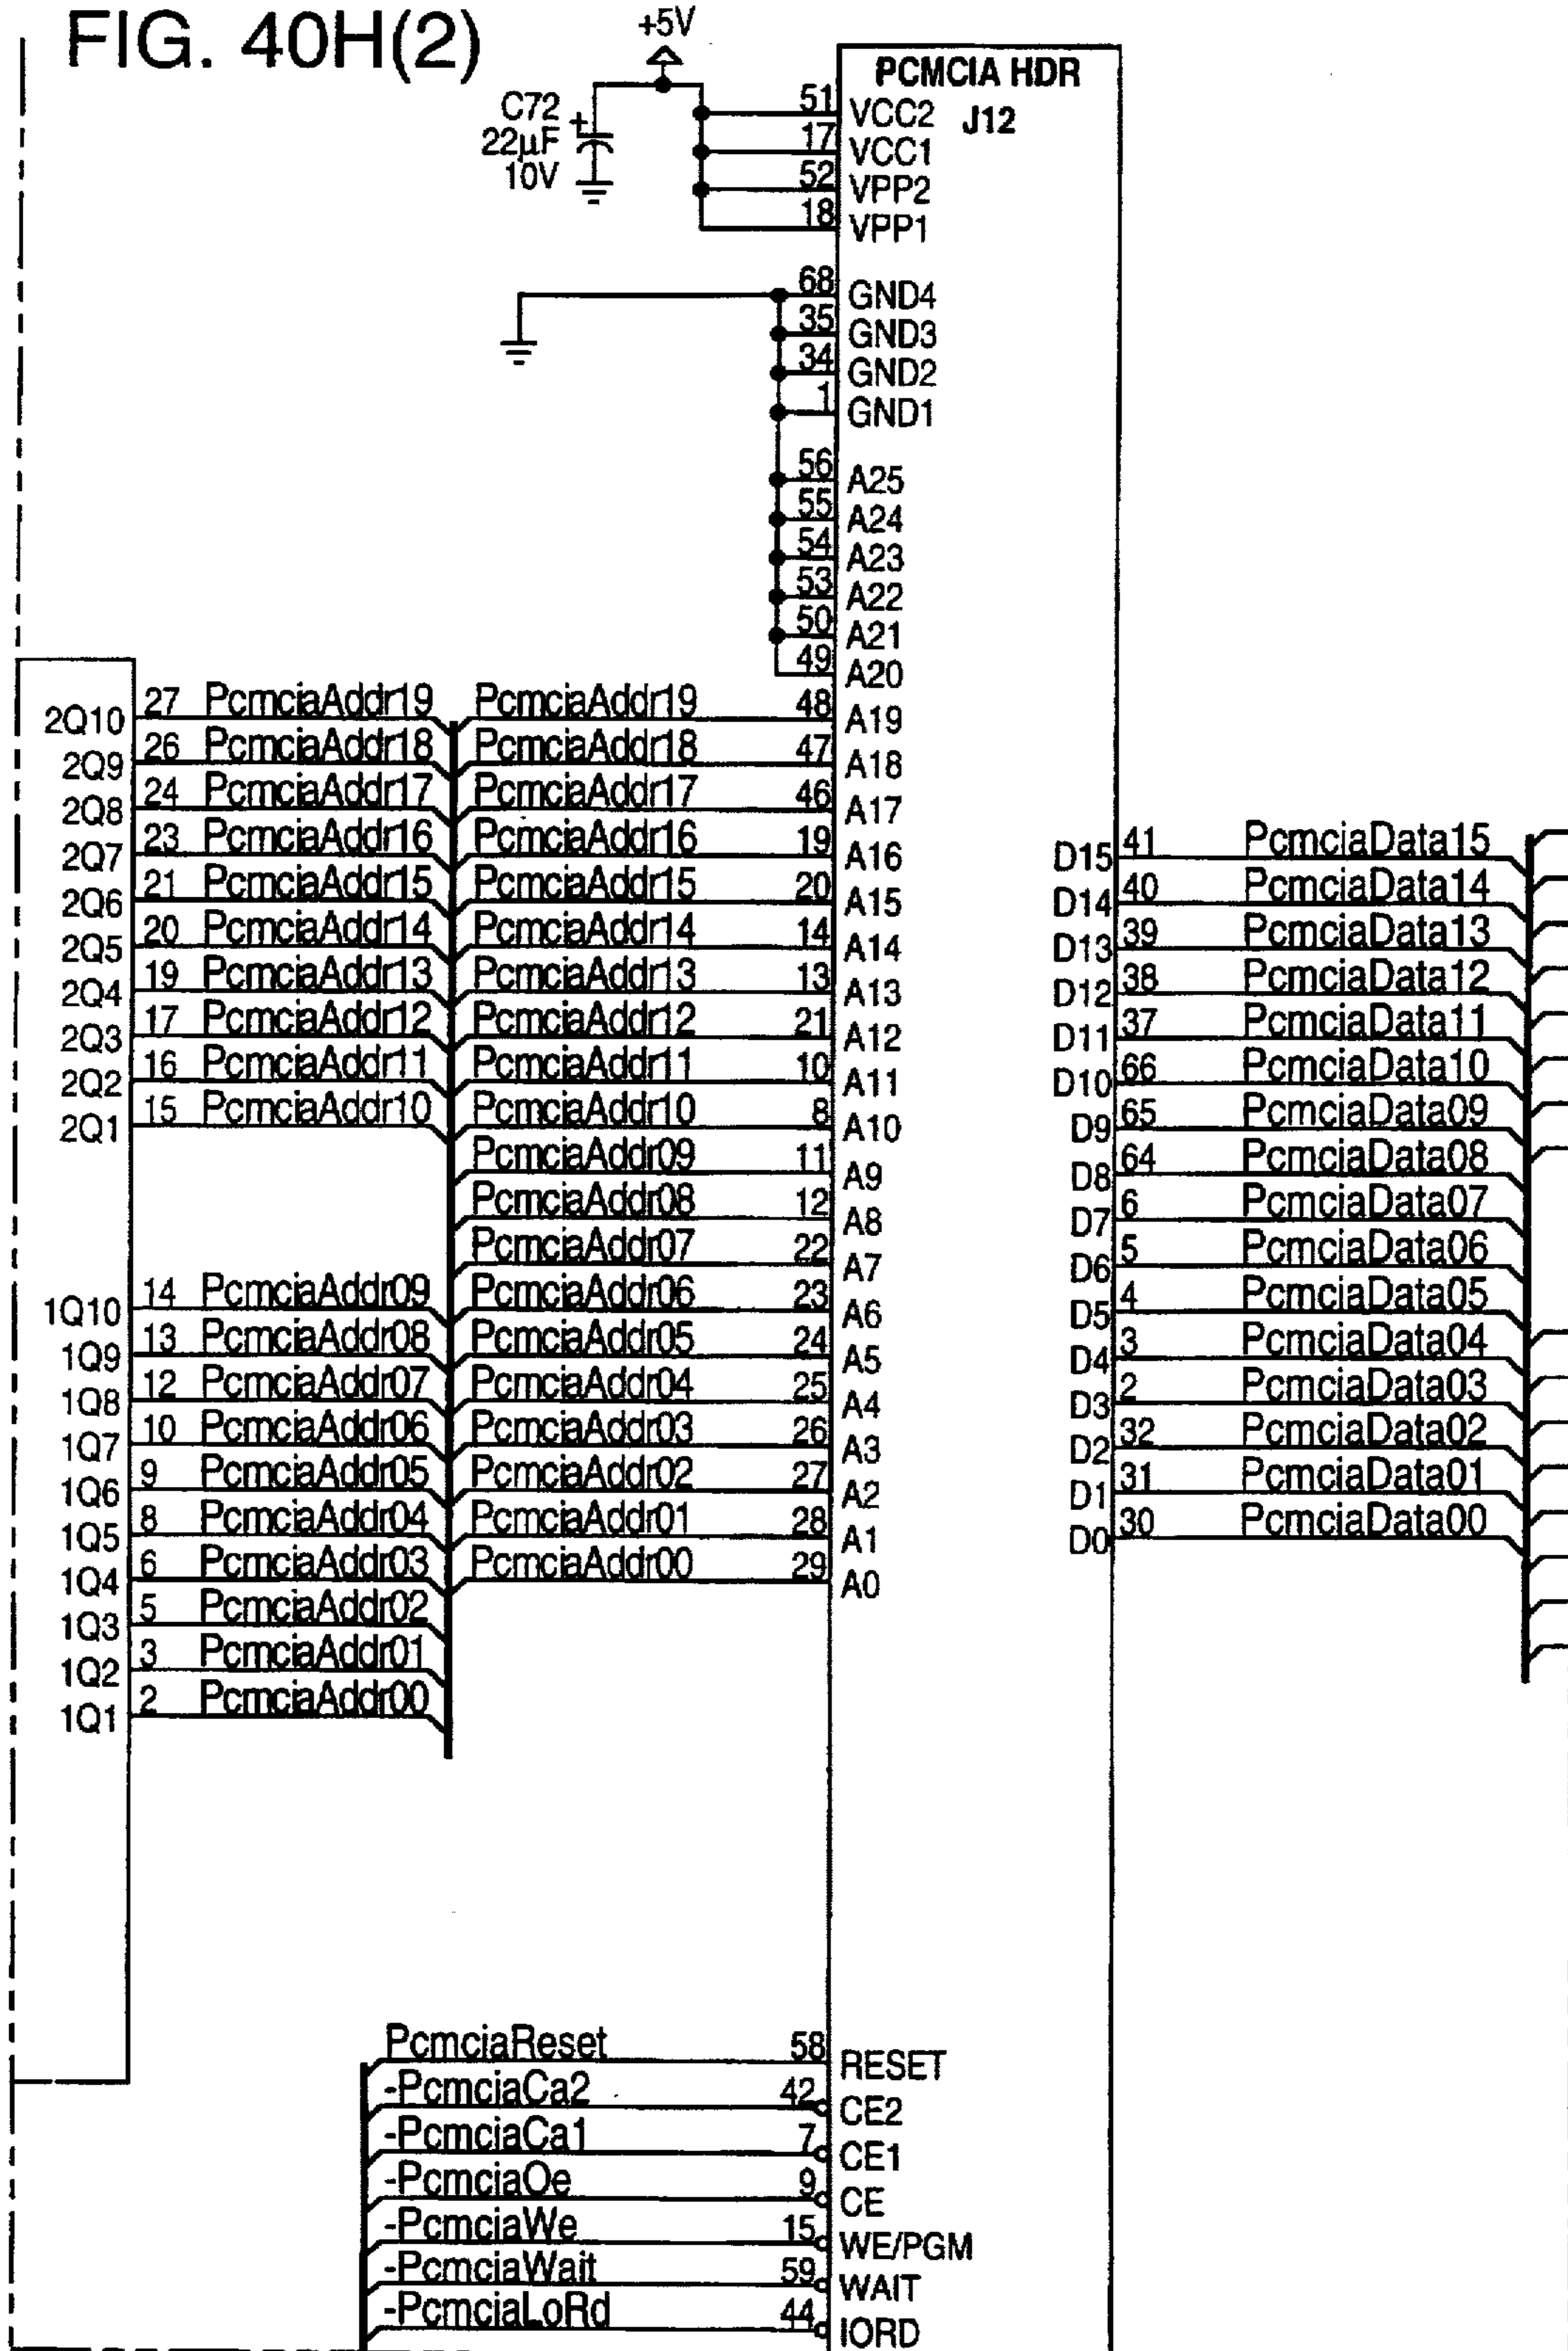 FIG. 40H(2)
+5V
C72
22µF
10V
+
PCMCIA HDR
J12
51 VCC2
17 VCC1
52 VPP2
18 VPP1
68 GND4
35 GND3
34 GND2
1 GND1
56 A25
55 A24
54 A23
53 A22
50 A21
49 A20
2Q10 27 PcmciaAddr19
2Q9 26 PcmciaAddr18
2Q8 24 PcmciaAddr17
2Q7 23 PcmciaAddr16
2Q6 21 PcmciaAddr15
2Q5 20 PcmciaAddr14
2Q4 19 PcmciaAddr13
2Q3 17 PcmciaAddr12
2Q2 16 PcmciaAddr11
2Q1 15 PcmciaAddr10
1Q10 14 PcmciaAddr09
1Q9 13 PcmciaAddr08
1Q8 12 PcmciaAddr07
1Q7 10 PcmciaAddr06
1Q6 9 PcmciaAddr05
1Q5 8 PcmciaAddr04
1Q4 6 PcmciaAddr03
1Q3 5 PcmciaAddr02
1Q2 3 PcmciaAddr01
1Q1 2 PcmciaAddr00
PcmciaAddr19 48 A19
PcmciaAddr18 47 A18
PcmciaAddr17 46 A17
PcmciaAddr16 19 A16
PcmciaAddr15 20 A15
PcmciaAddr14 14 A14
PcmciaAddr13 13 A13
PcmciaAddr12 21 A12
PcmciaAddr11 10 A11
PcmciaAddr10 8 A10
PcmciaAddr09 11 A9
PcmciaAddr08 12 A8
PcmciaAddr07 22 A7
PcmciaAddr06 23 A6
PcmciaAddr05 24 A5
PcmciaAddr04 25 A4
PcmciaAddr03 26 A3
PcmciaAddr02 27 A2
PcmciaAddr01 28 A1
PcmciaAddr00 29 A0
D15 41 PcmciaData15
D14 40 PcmciaData14
D13 39 PcmciaData13
D12 38 PcmciaData12
D11 37 PcmciaData11
D10 66 PcmciaData10
D9 65 PcmciaData09
D8 64 PcmciaData08
D7 6 PcmciaData07
D6 5 PcmciaData06
D5 4 PcmciaData05
D4 3 PcmciaData04
D3 2 PcmciaData03
D2 32 PcmciaData02
D1 31 PcmciaData01
D0 30 PcmciaData00
PcmciaReset 58 RESET
-PcmciaCa2 42 CE2
-PcmciaCa1 7 CE1
-PcmciaOe 9 CE
-PcmciaWe 15 WE/PGM
-PcmciaWait 59 WAIT
-PcmciaLoRd 44 IORD